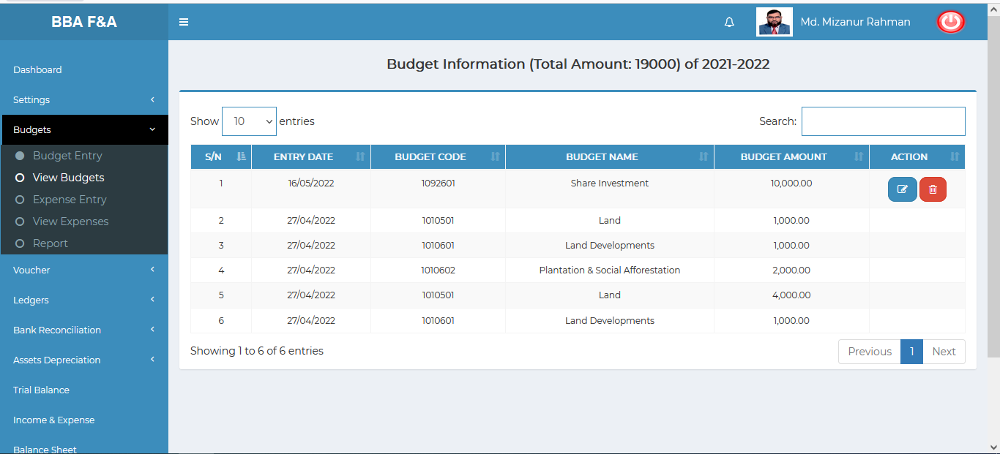 BBA F&A
Md. Mizanur Rahman
Dashboard
Settings
Budgets
Budget Entry
View Budgets
Expense Entry
View Expenses
Report
Voucher
Ledgers
Bank Reconciliation
Assets Depreciation
Trial Balance
Income & Expense
Balance Sheet
Budget Information (Total Amount: 19000) of 2021-2022
Show 10 entries Search:
S/N ENTRY DATE BUDGET CODE BUDGET NAME BUDGET AMOUNT ACTION
1 16/05/2022 1092601 Share Investment 10,000.00
2 27/04/2022 1010501 Land 1,000.00
3 27/04/2022 1010601 Land Developments 1,000.00
4 27/04/2022 1010602 Plantation & Social Afforestation 2,000.00
5 27/04/2022 1010501 Land 4,000.00
6 27/04/2022 1010601 Land Developments 1,000.00
Showing 1 to 6 of 6 entries Previous 1 Next